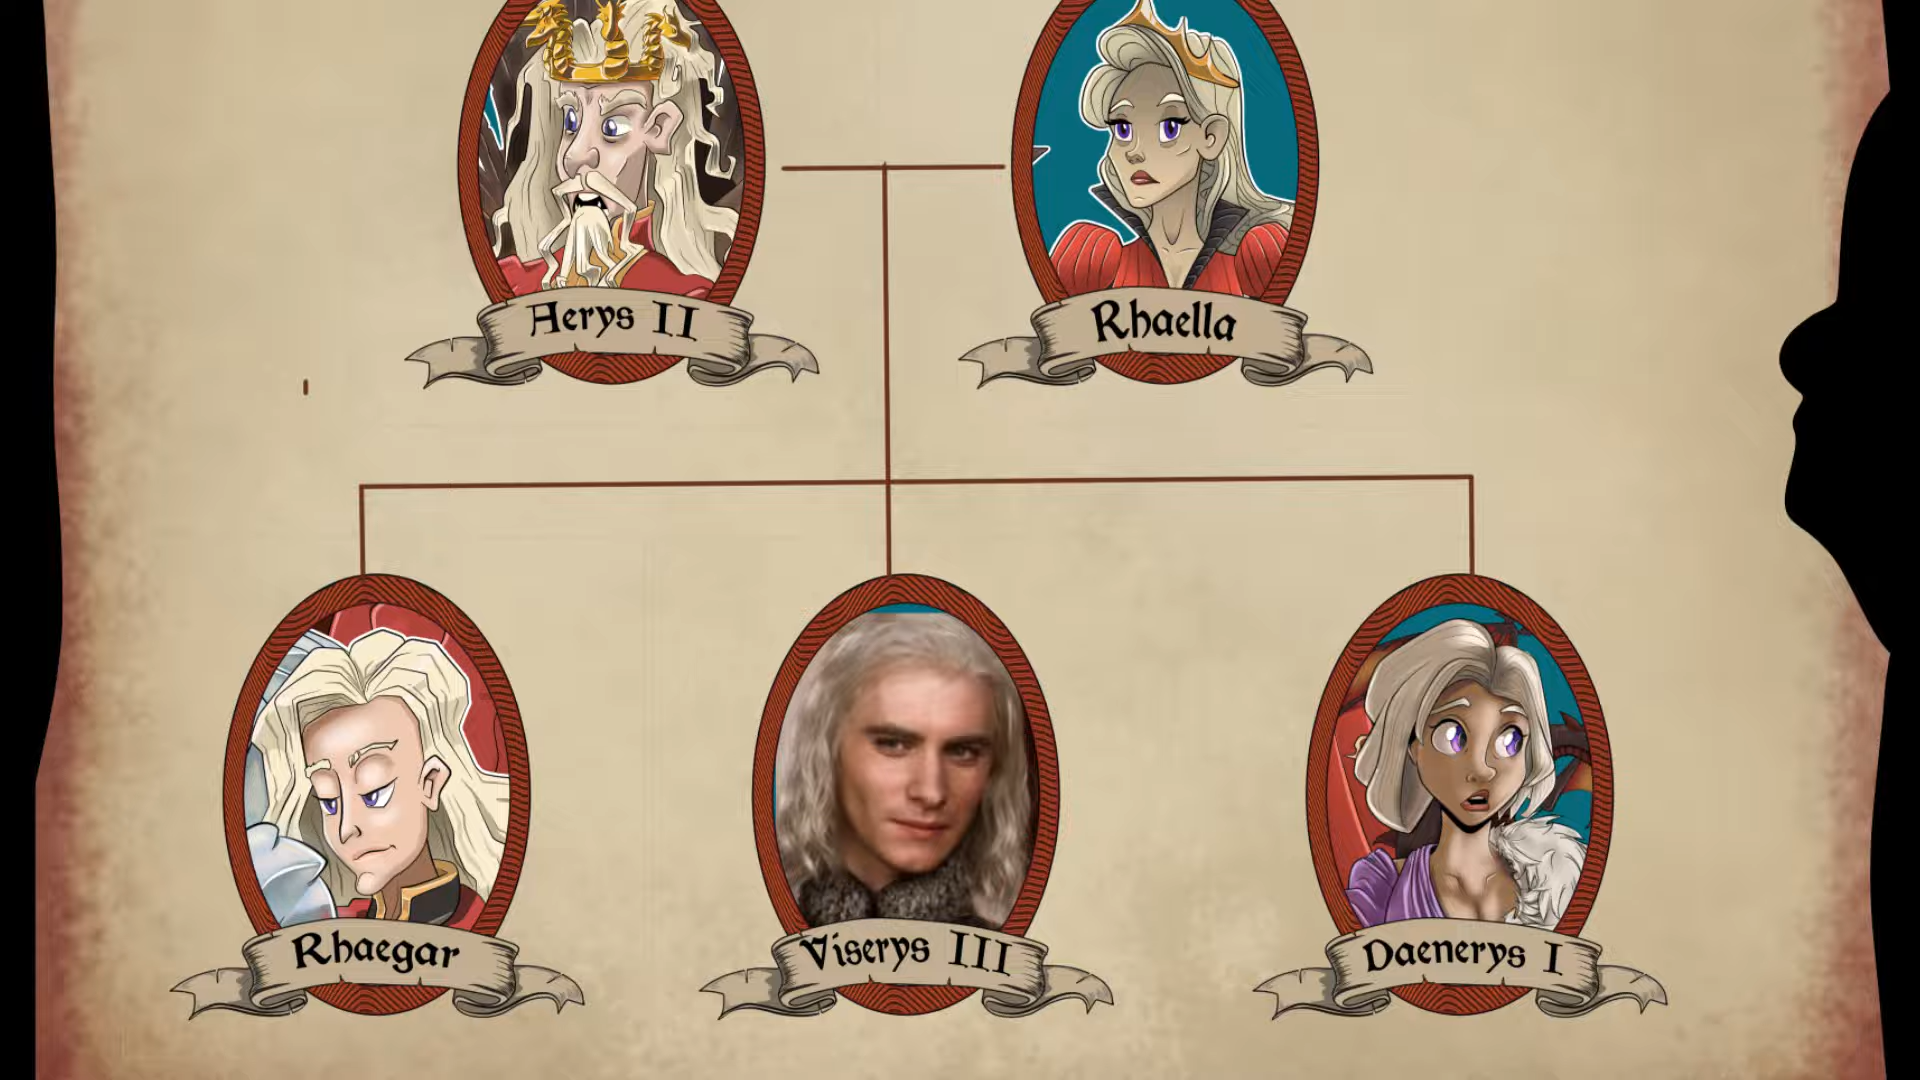 Aerys II
Rhaella
Rhaegar
Viserys III
Daenerys I